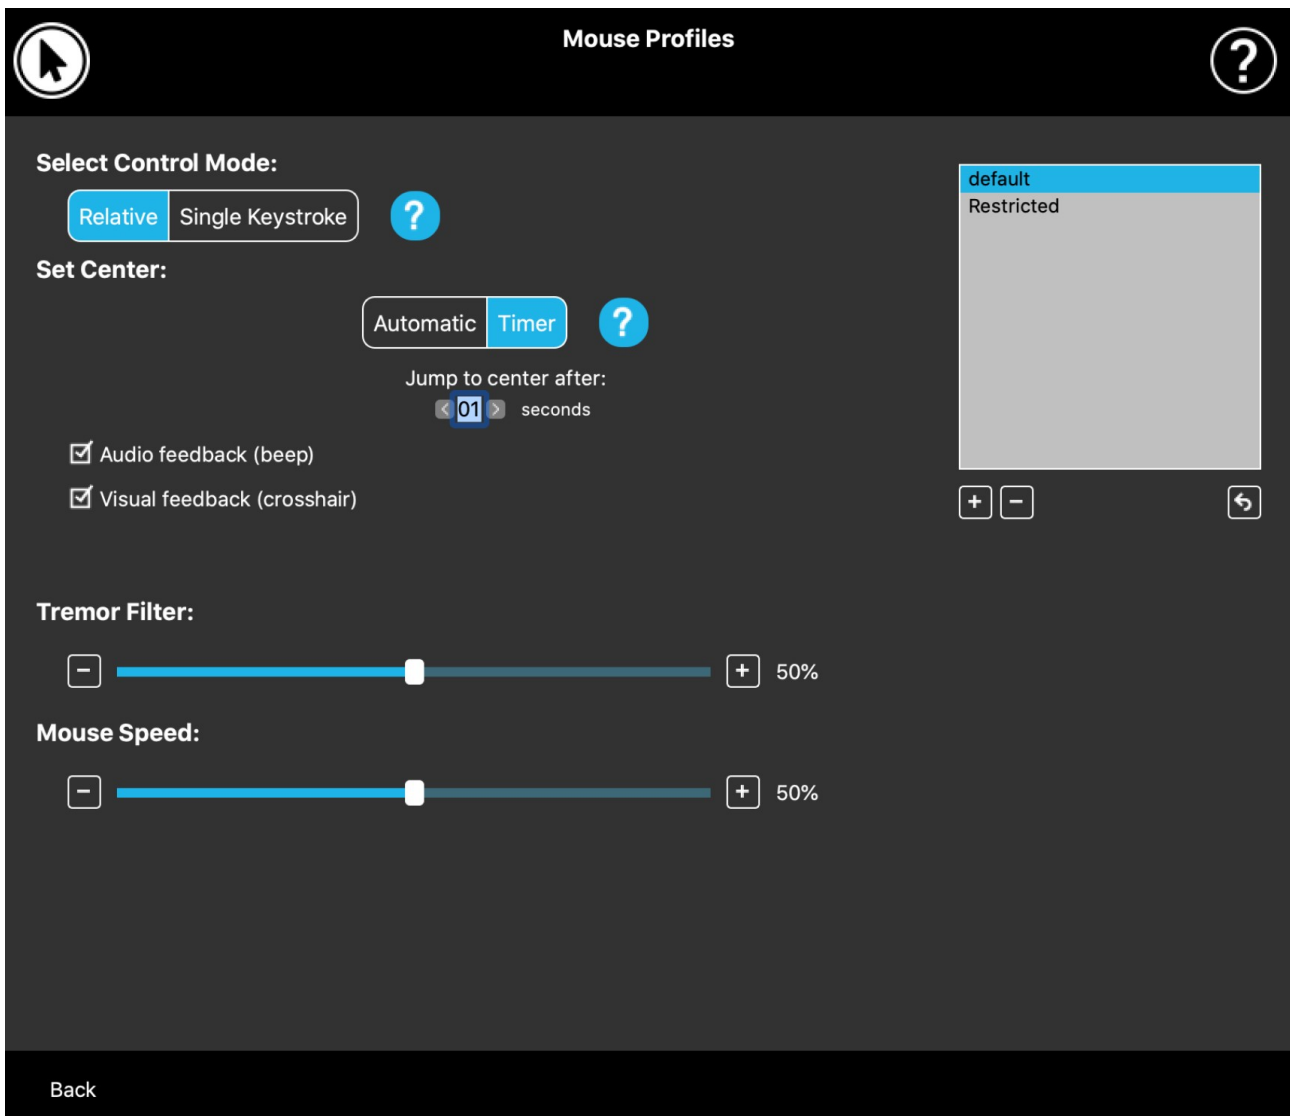 Mouse Profiles
?
Select Control Mode:
Relative Single Keystroke ?
Set Center:
Automatic Timer ?
Jump to center after:
< 01 > seconds
Audio feedback (beep)
Visual feedback (crosshair)
default
Restricted
+ −
Tremor Filter:
− + 50%
Mouse Speed:
− + 50%
Back